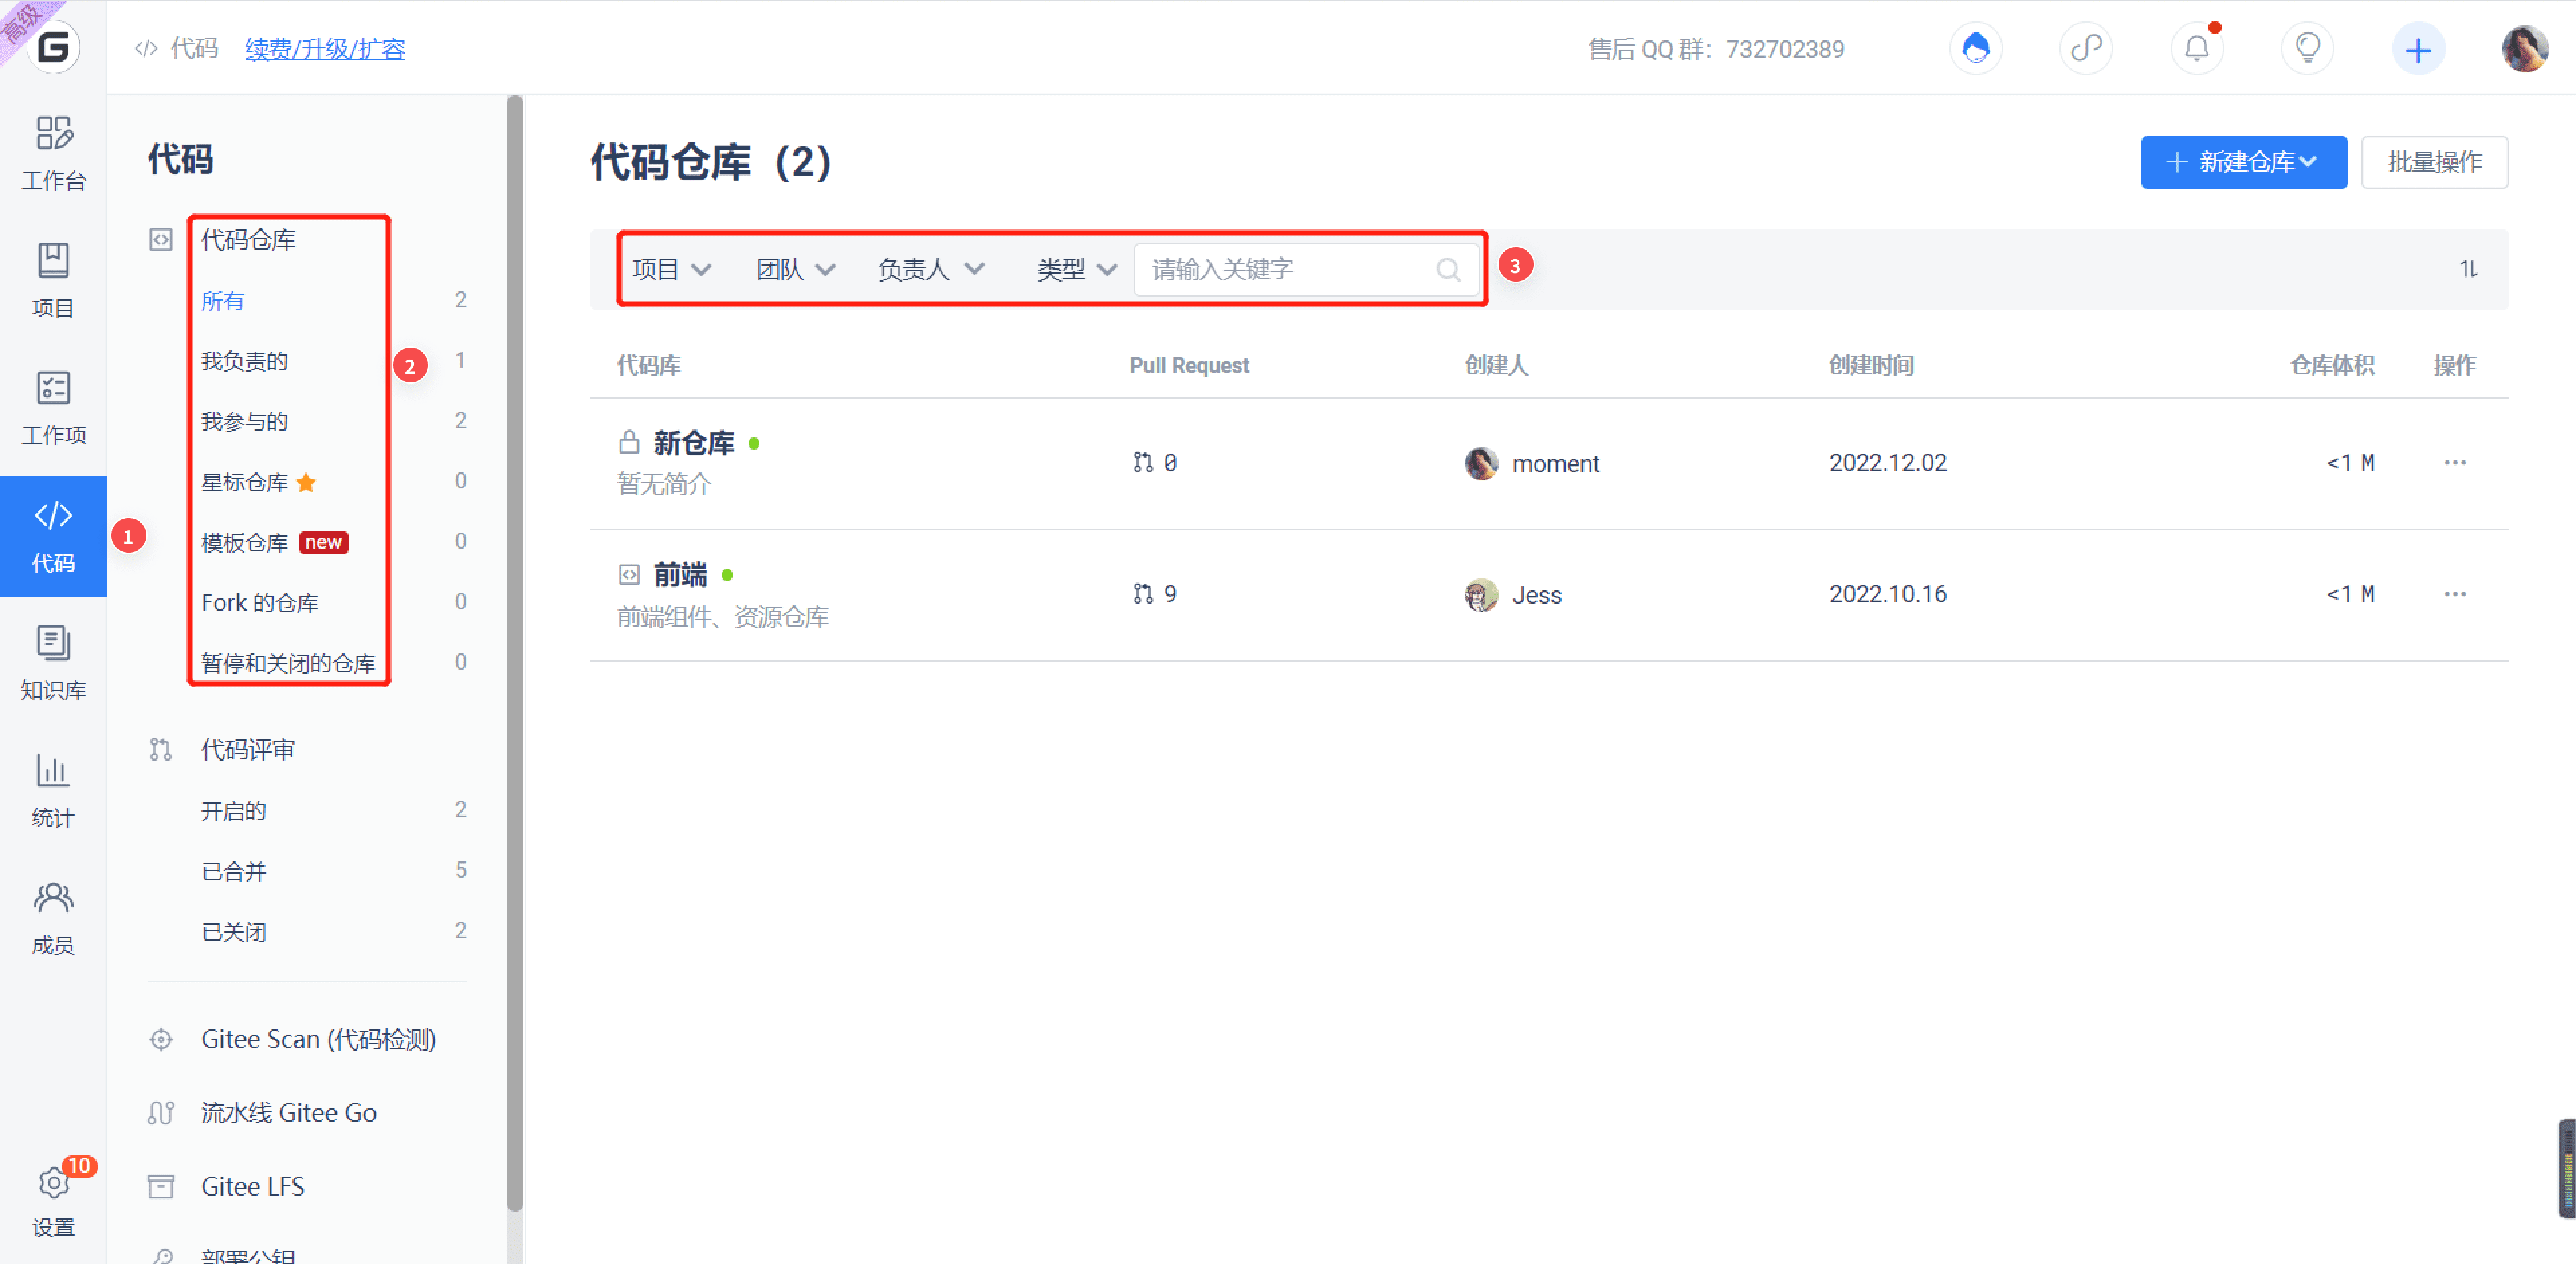 高级
G
代码 续费/升级/扩容
售后 QQ 群：732702389
工作台
项目
工作项
代码
1
知识库
统计
成员
10
设置
代码
代码仓库
所有 2
我负责的 1
2
我参与的 2
星标仓库 0
模板仓库 new 0
Fork 的仓库 0
暂停和关闭的仓库 0
代码评审
开启的 2
已合并 5
已关闭 2
Gitee Scan (代码检测)
流水线 Gitee Go
Gitee LFS
部署公钥
代码仓库（2）
新建仓库
批量操作
项目 团队 负责人 类型 请输入关键字
3
代码库 Pull Request 创建人 创建时间 仓库体积 操作
新仓库 0 moment 2022.12.02 <1 M ...
暂无简介
前端 9 Jess 2022.10.16 <1 M ...
前端组件、资源仓库